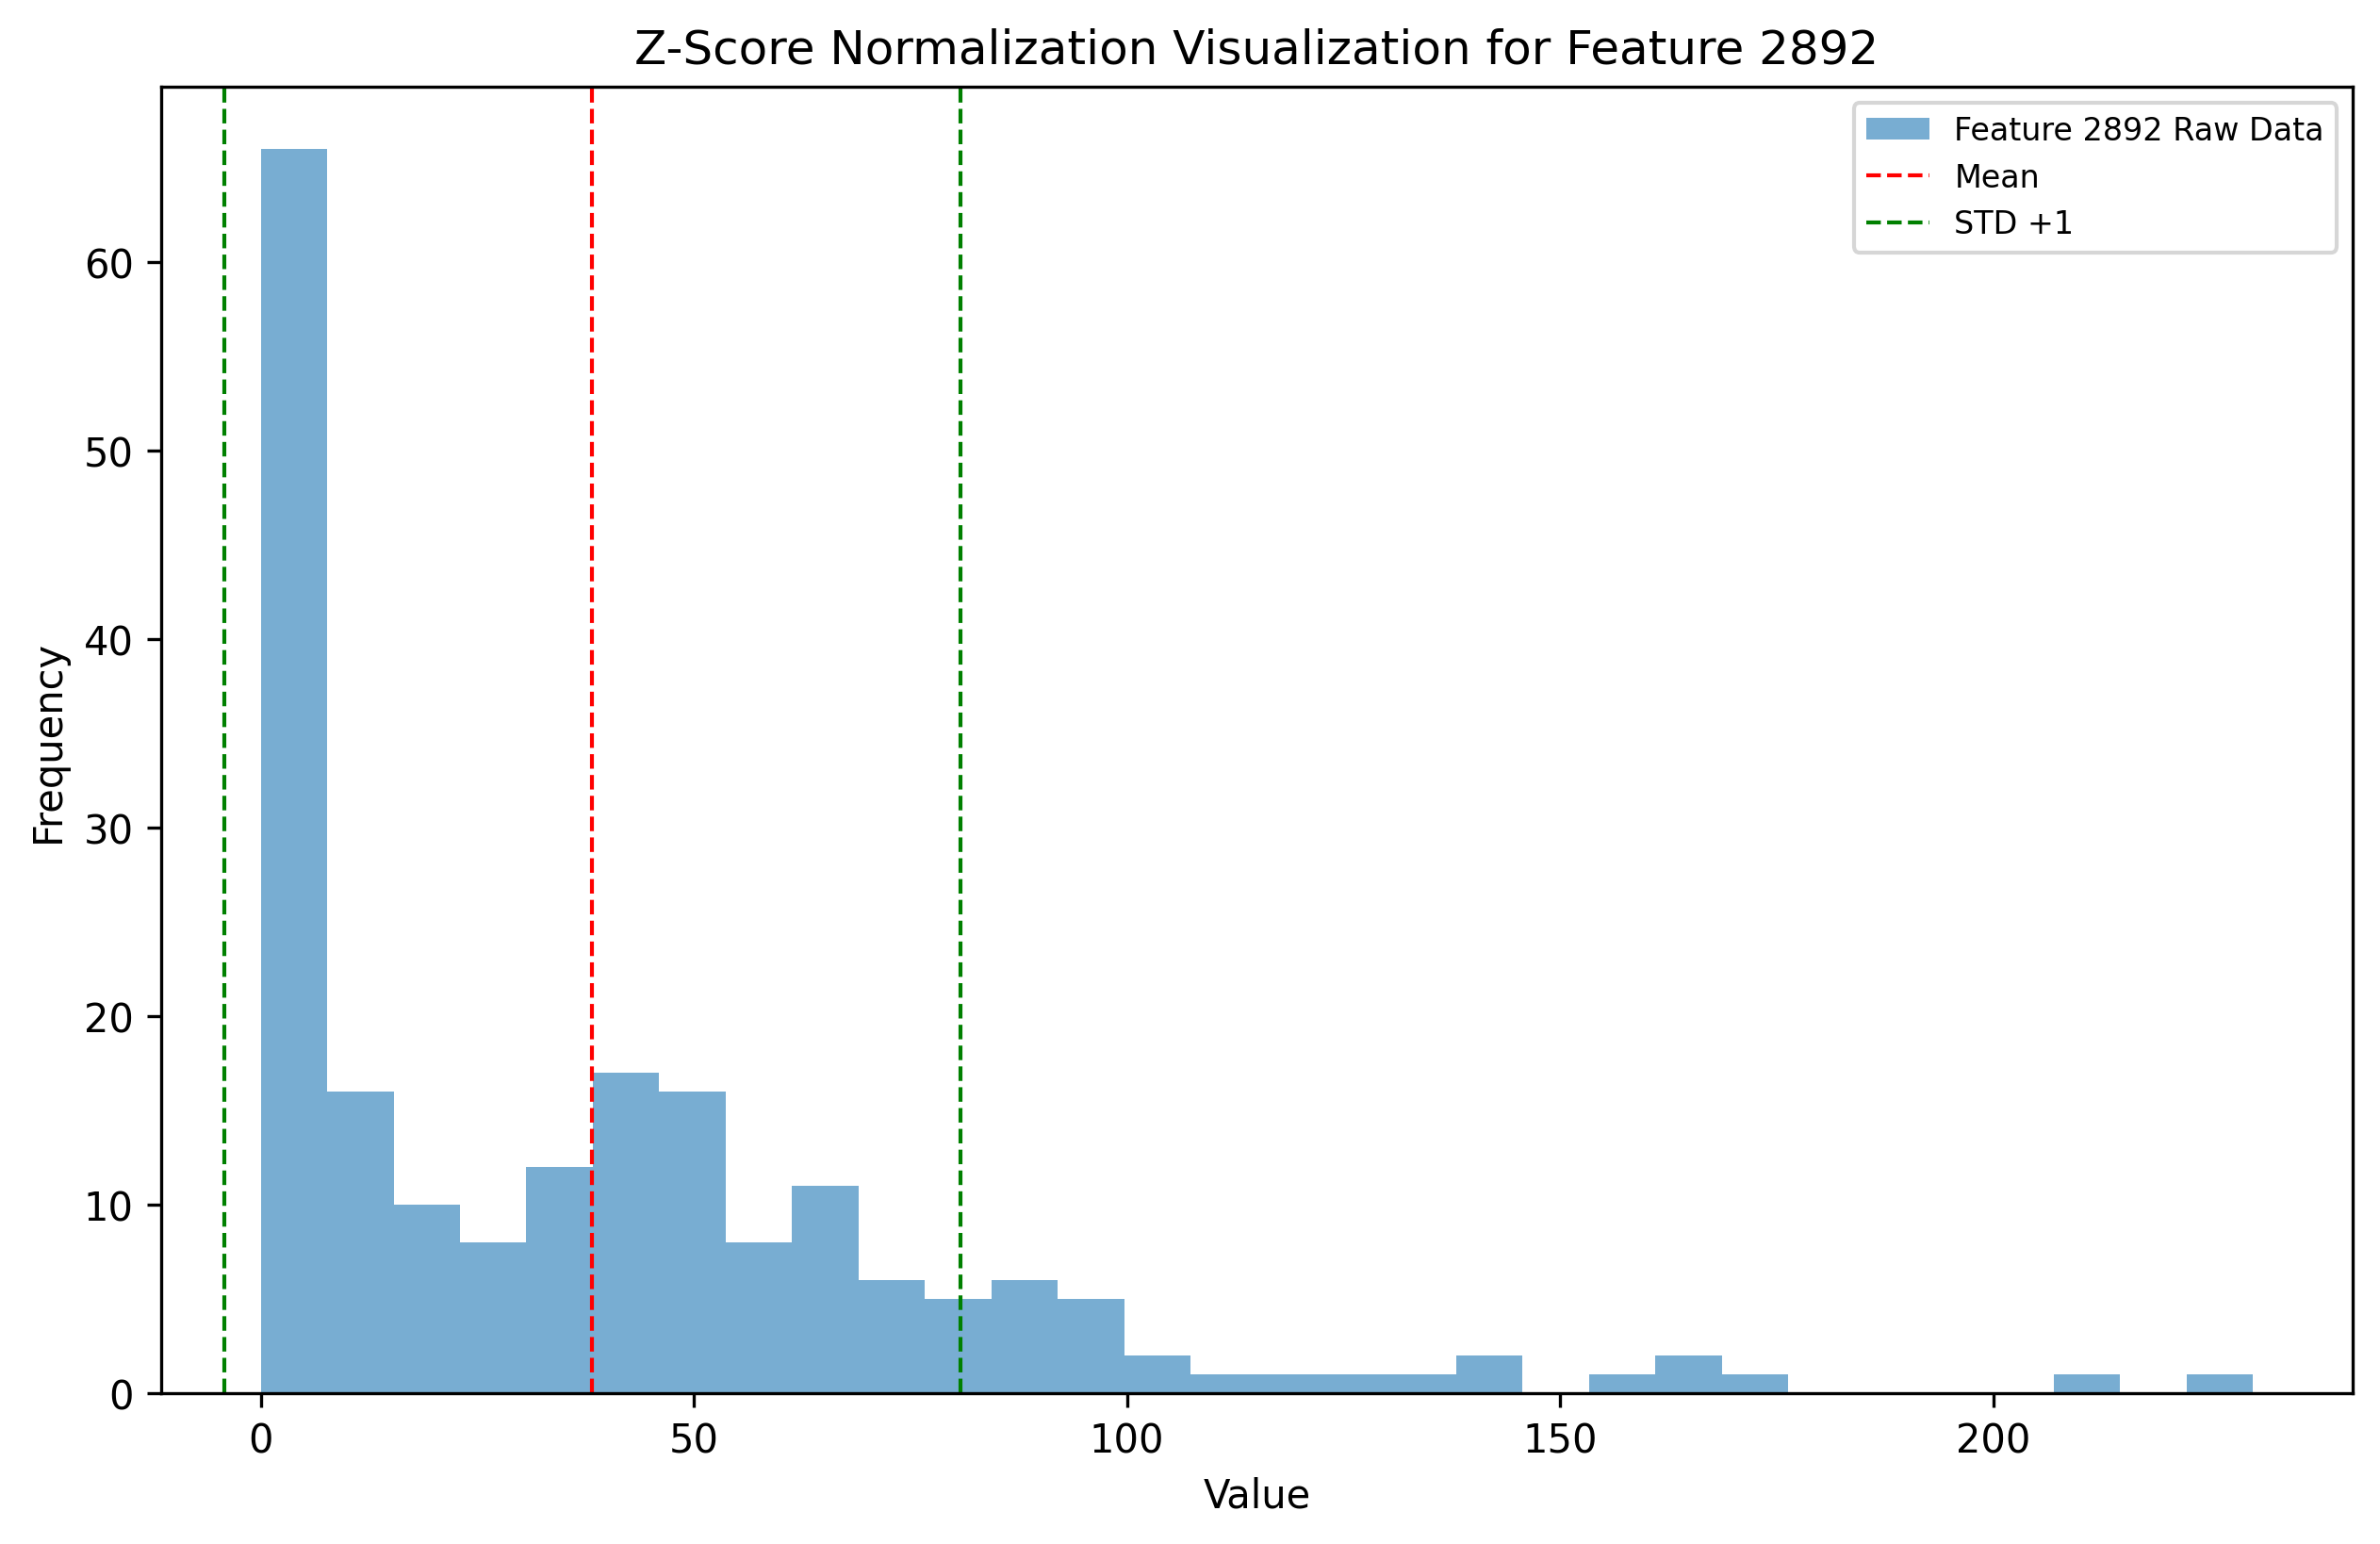 Z-Score Normalization Visualization for Feature 2892
Feature 2892 Raw Data
Mean
STD +1
60
50
40
30
20
10
0
Frequency
0 50 100 150 200
Value